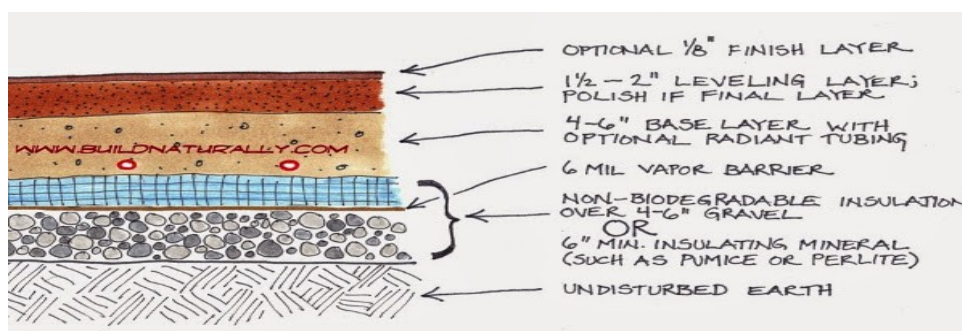 OPTIONAL 1/8" FINISH LAYER
1 1/2 - 2" LEVELING LAYER;
POLISH IF FINAL LAYER
4-6" BASE LAYER WITH
OPTIONAL RADIANT TUBING
WWW.BUILDNATURALLY.COM
6 MIL VAPOR BARRIER
NON-BIODEGRADABLE INSULATION
OVER 4-6" GRAVEL
OR
6" MIN. INSULATING MINERAL
(SUCH AS PUMICE OR PERLITE)
UNDISTURBED EARTH